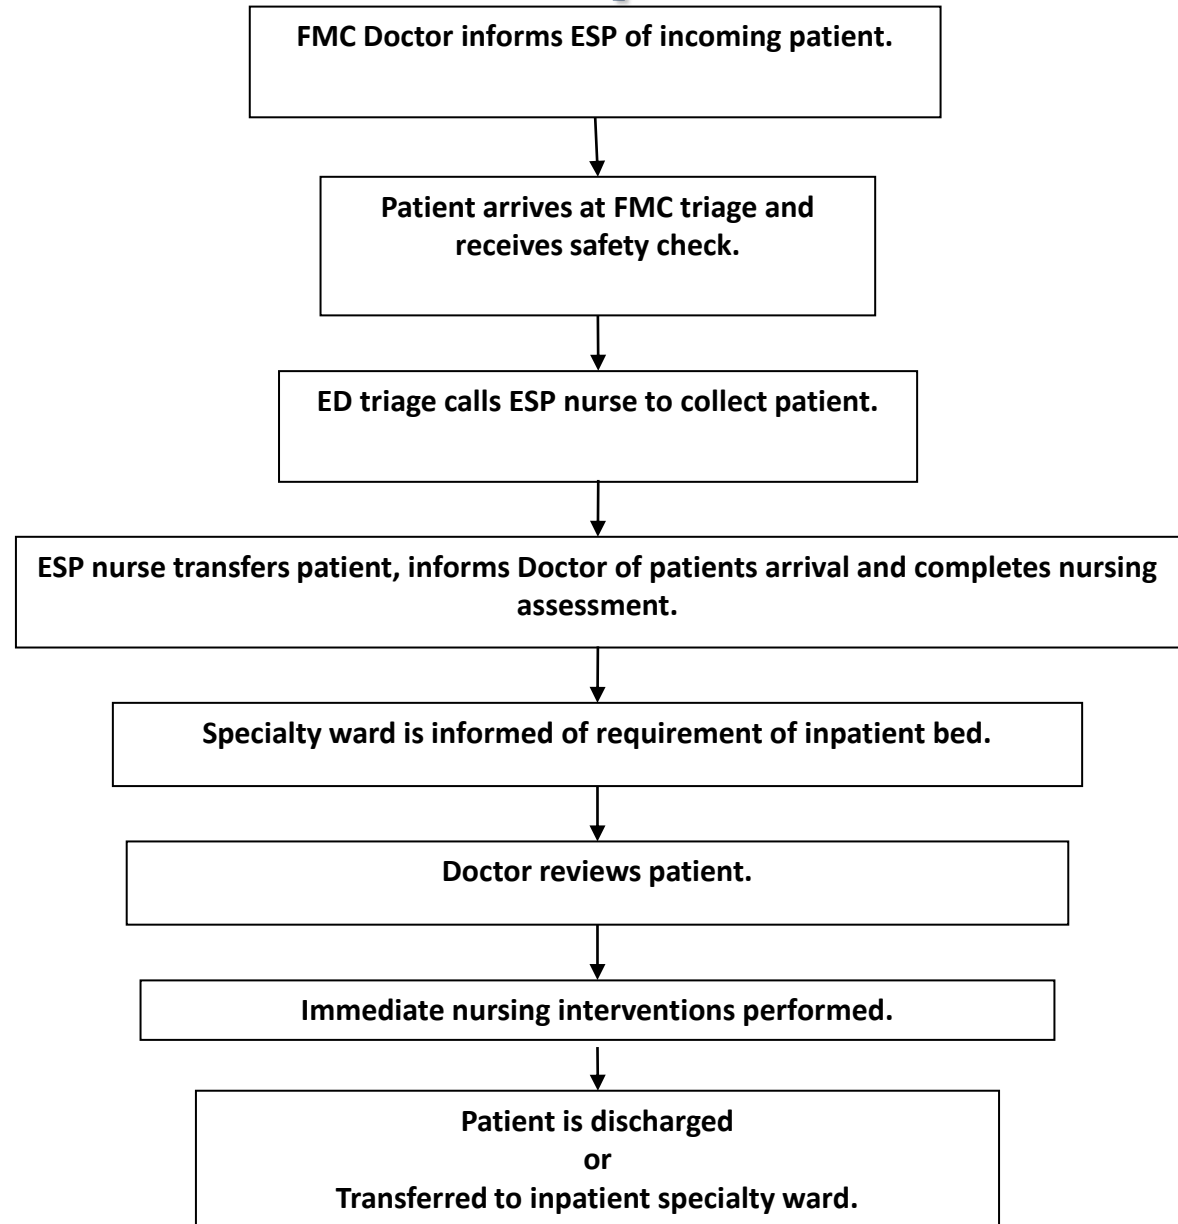 FMC Doctor informs ESP of incoming patient.
Patient arrives at FMC triage and
receives safety check.
ED triage calls ESP nurse to collect patient.
ESP nurse transfers patient, informs Doctor of patients arrival and completes nursing
assessment.
Specialty ward is informed of requirement of inpatient bed.
Doctor reviews patient.
Immediate nursing interventions performed.
Patient is discharged
or
Transferred to inpatient specialty ward.